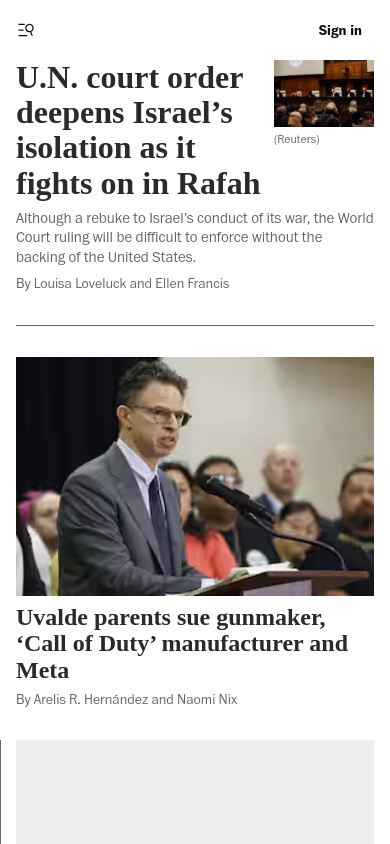 Sign in
U.N. court order
deepens Israel’s
isolation as it
fights on in Rafah
(Reuters)
Although a rebuke to Israel’s conduct of its war, the World
Court ruling will be difficult to enforce without the
backing of the United States.
By Louisa Loveluck and Ellen Francis
Uvalde parents sue gunmaker,
‘Call of Duty’ manufacturer and
Meta
By Arelis R. Hernández and Naomi Nix